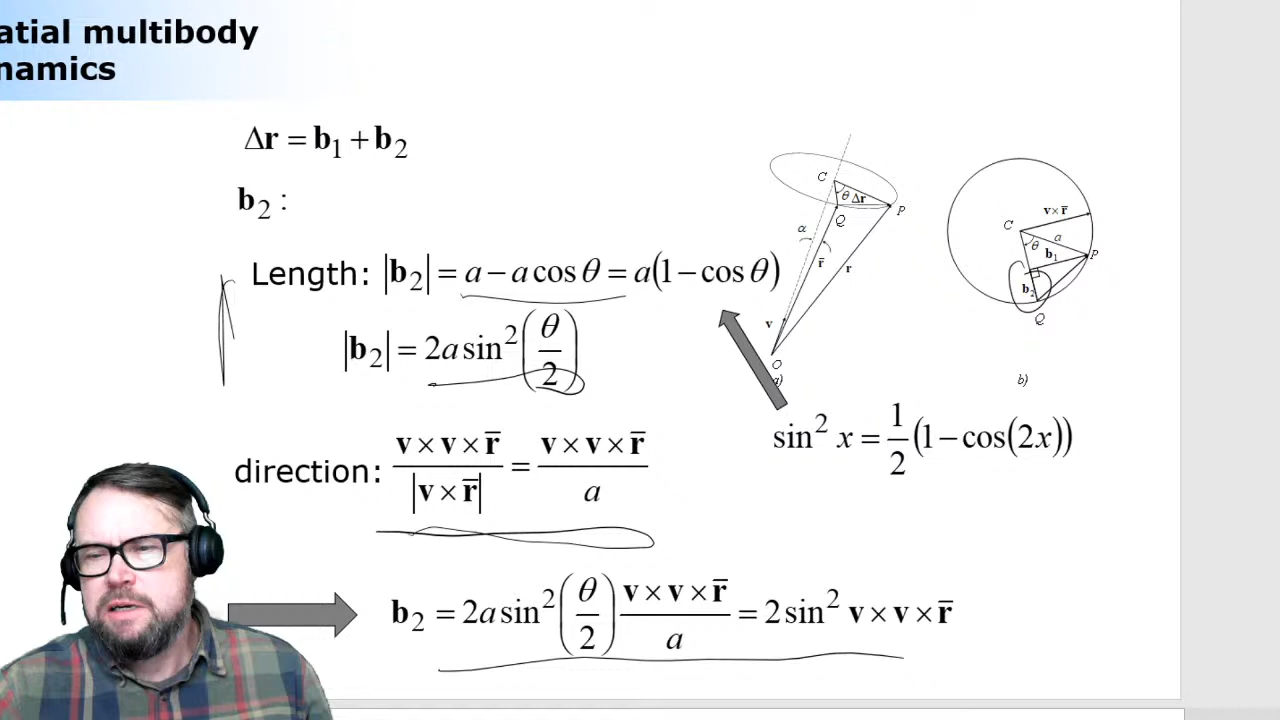 atial multibody
namics
Δr = b₁ + b₂
b₂ :
Length: |b₂| = a − a cos θ = a(1 − cos θ)
|b₂| = 2a sin²(θ/2)
direction: (v × v × r̄)/|v × r̄| = (v × v × r̄)/a
b₂ = 2a sin²(θ/2) (v × v × r̄)/a = 2 sin² v × v × r̄
sin² x = 1/2 (1 − cos(2x))
C
θ Δr
P
Q
α
r̄
r
v
O
a)
v×r̄
C
a
θ
b₁
P
b₂
Q
b)